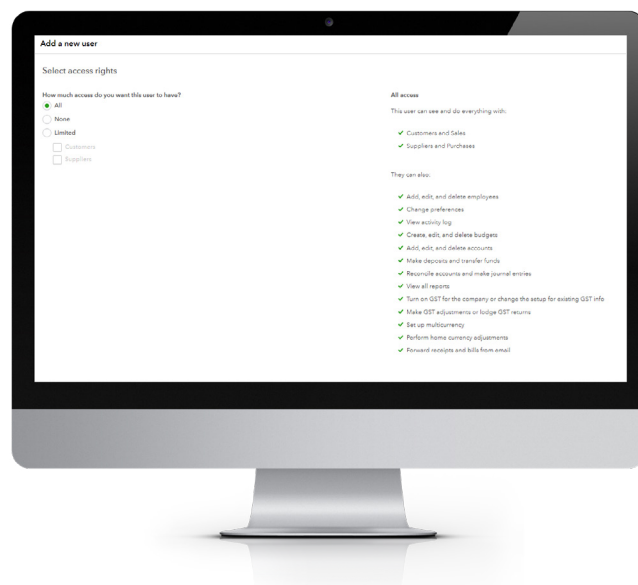 Add a new user
Select access rights
How much access do you want this user to have?
All
None
Limited
Customers
Suppliers
All access
This user can see and do everything with:
Customers and Sales
Suppliers and Purchases
They can also:
Add, edit, and delete employees
Change preferences
View activity log
Create, edit, and delete budgets
Add, edit, and delete accounts
Make deposits and transfer funds
Reconcile accounts and make journal entries
View all reports
Turn on GST for the company or change the setup for existing GST info
Make GST adjustments or lodge GST returns
Set up multicurrency
Perform home currency adjustments
Forward receipts and bills from email